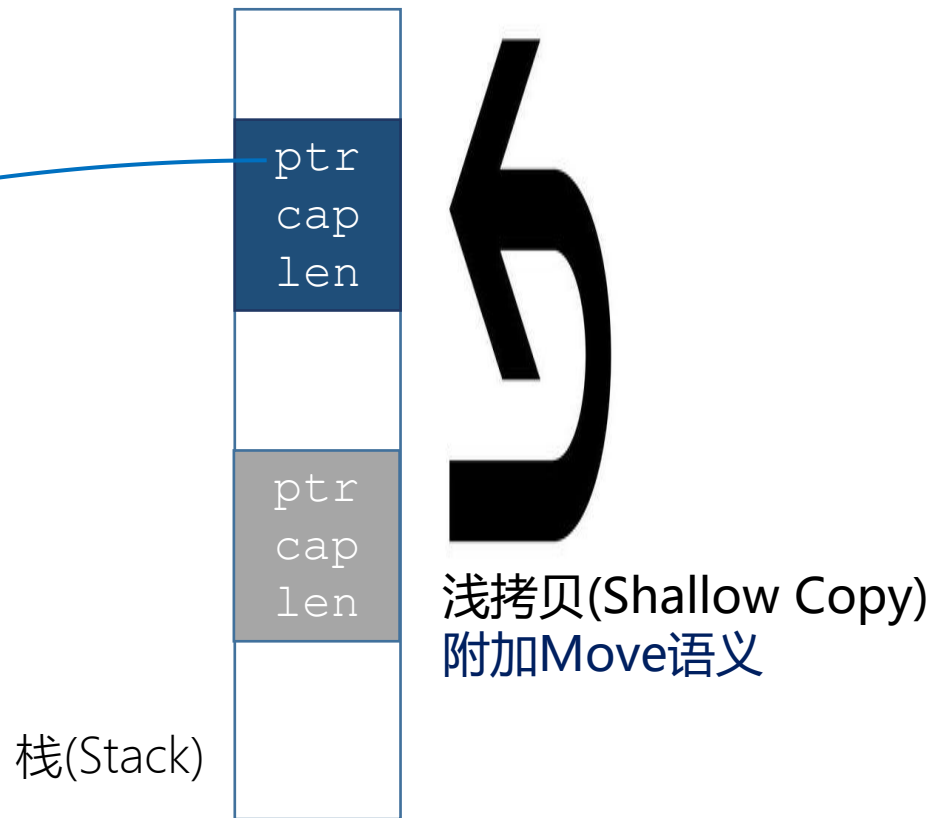 ptr
cap
len
ptr
cap
len
浅拷贝(Shallow Copy)
附加Move语义
栈(Stack)